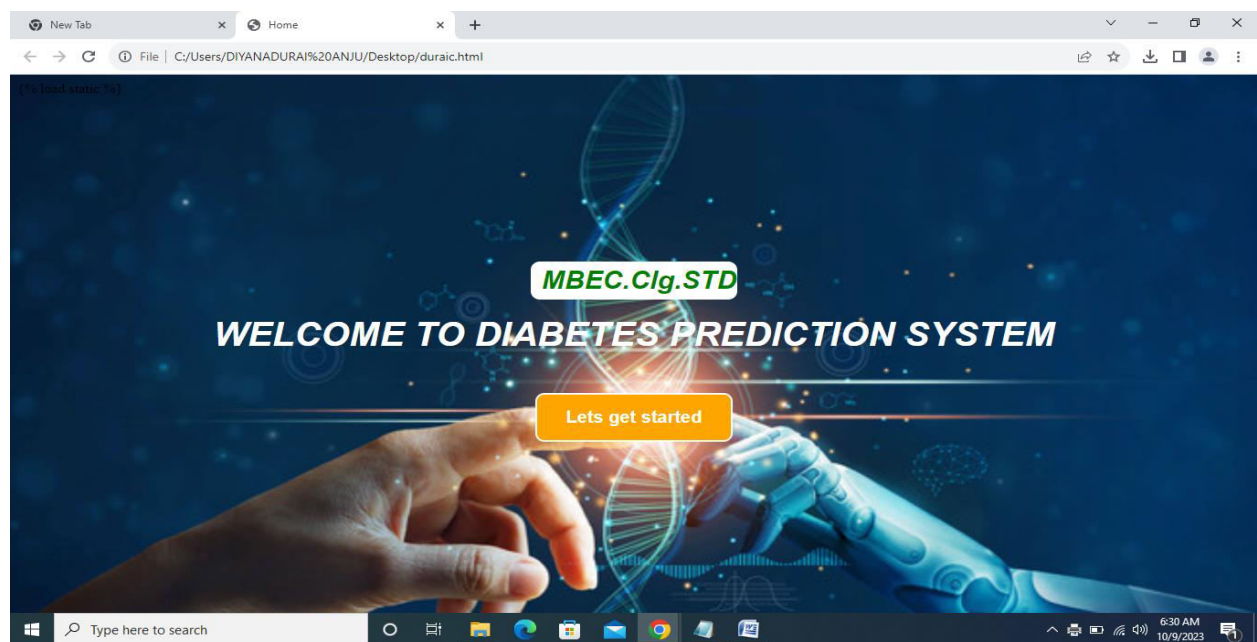 New Tab
Home
File
C:/Users/DIYANADURAI%20ANJU/Desktop/duraic.html
{% load static %}
MBEC.Clg.STD
WELCOME TO DIABETES PREDICTION SYSTEM
Lets get started
Type here to search
6:30 AM
10/9/2023